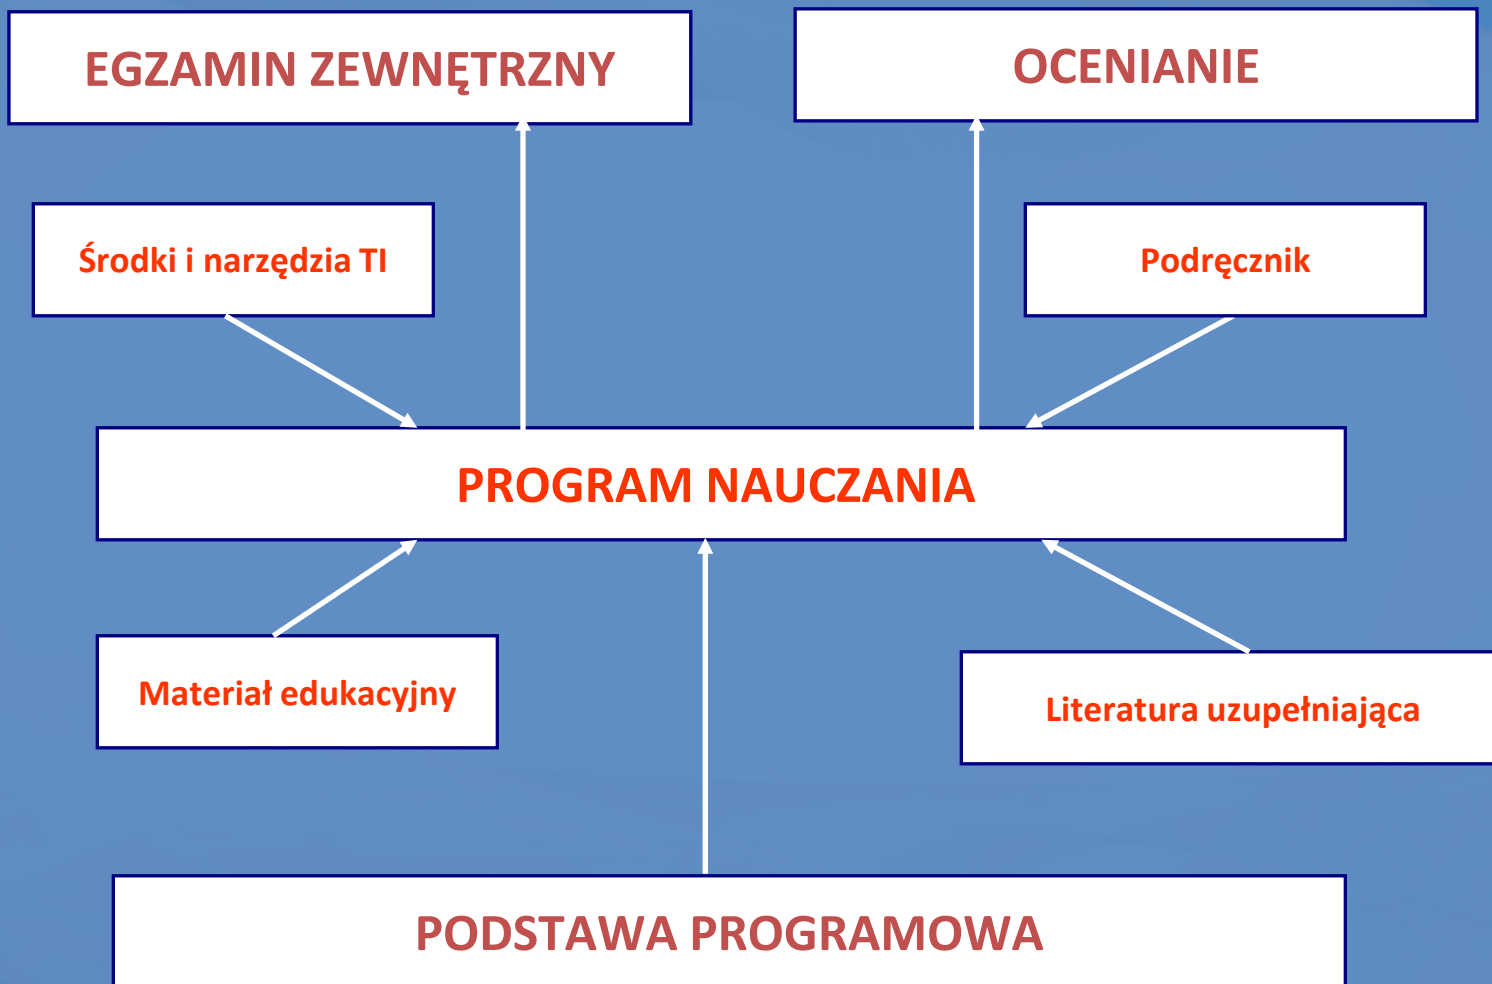 EGZAMIN ZEWNĘTRZNY
OCENIANIE
Środki i narzędzia TI
Podręcznik
PROGRAM NAUCZANIA
Materiał edukacyjny
Literatura uzupełniająca
PODSTAWA PROGRAMOWA